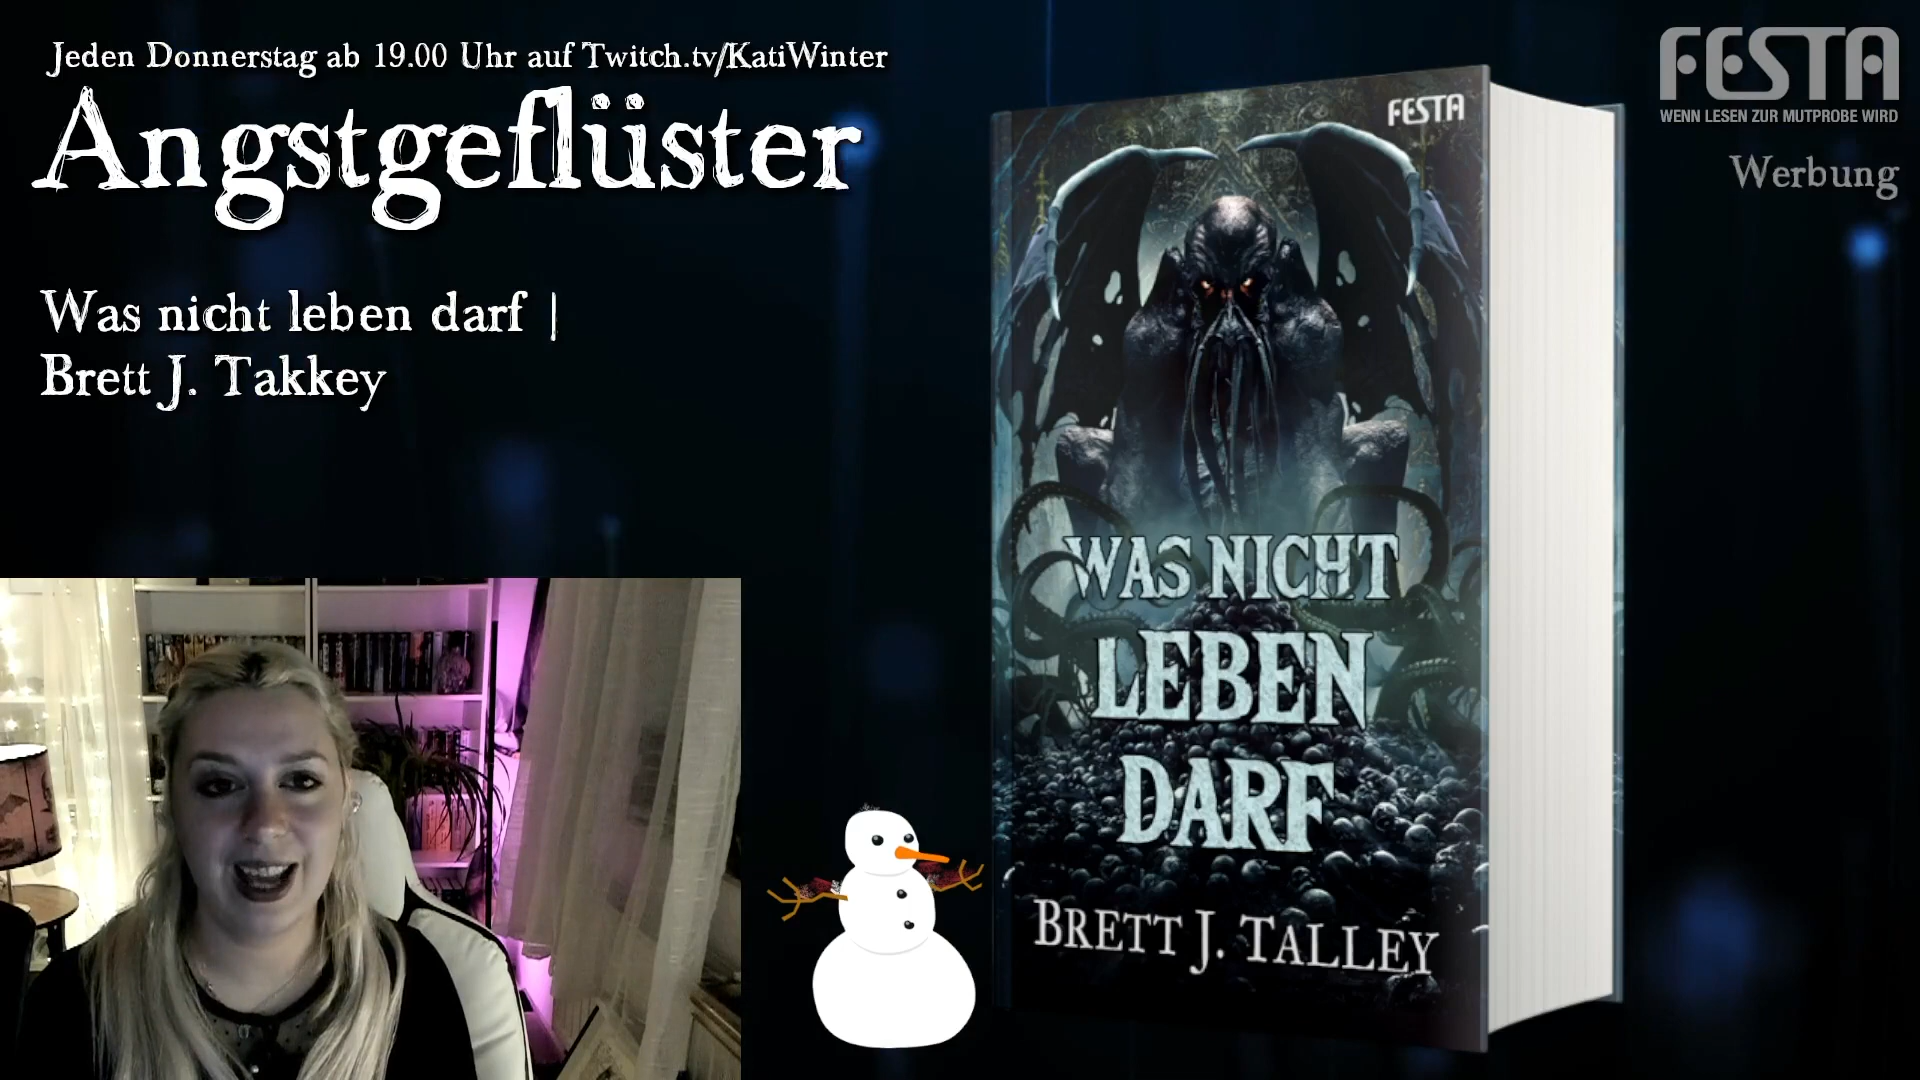 Jeden Donnerstag ab 19.00 Uhr auf Twitch.tv/KatiWinter
Angstgeflüster
Was nicht leben darf |
Brett J. Takkey
FESTA
WENN LESEN ZUR MUTPROBE WIRD
Werbung
FESTA
WAS NICHT
LEBEN
DARF
BRETT J. TALLEY